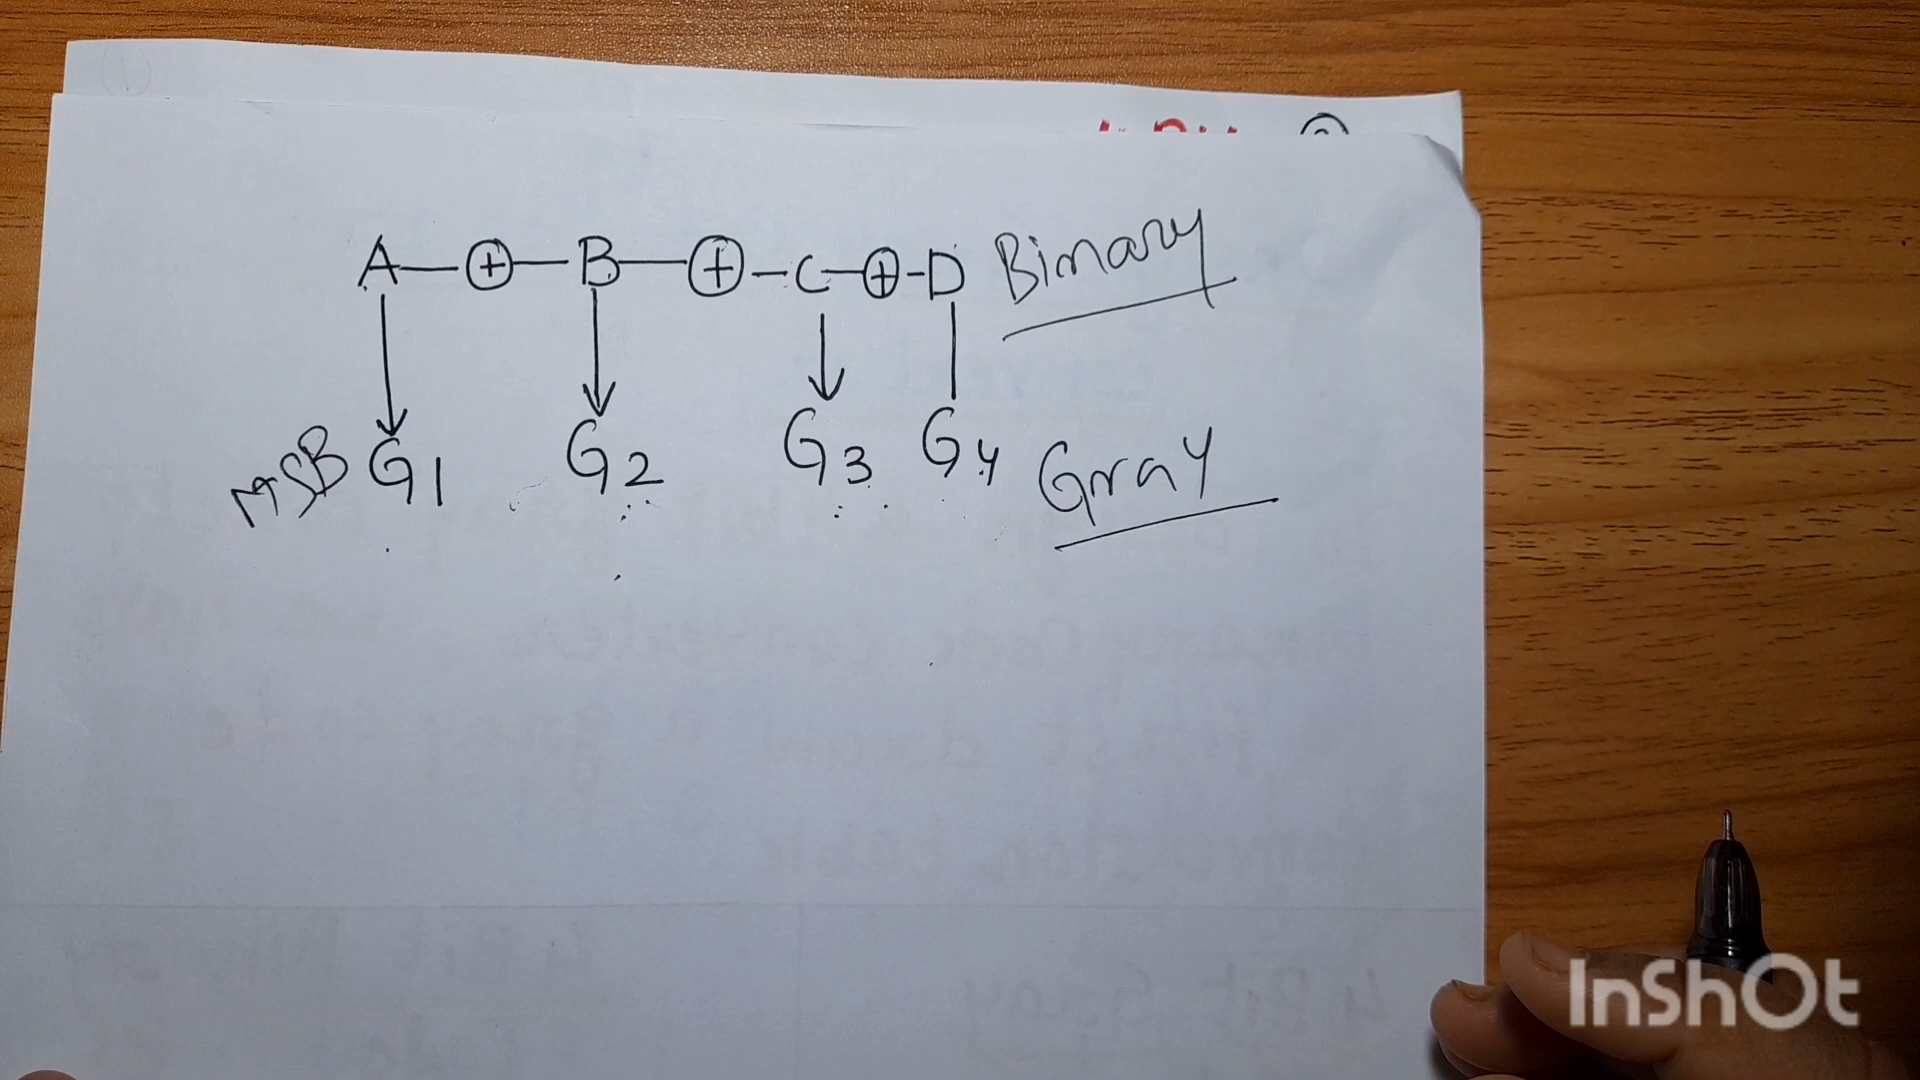 A — ⊕ — B — ⊕ — C — ⊕ — D Binary
MSB G1 G2 G3 G4 Gray
InShOt